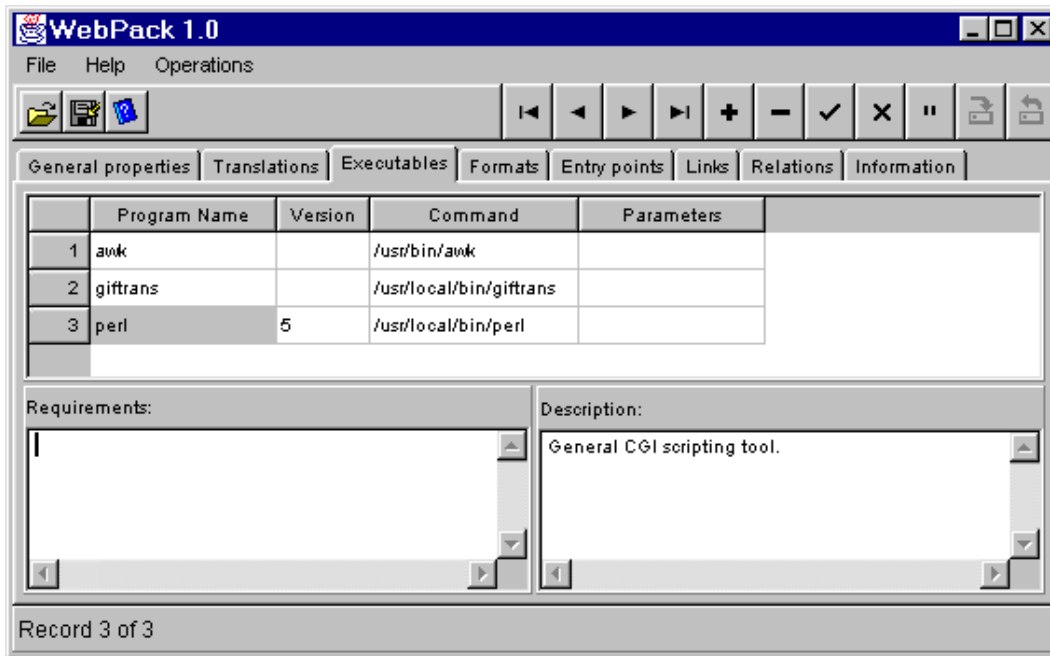 WebPack 1.0
File Help Operations
General properties Translations Executables Formats Entry points Links Relations Information
Program Name Version Command Parameters
1 awk /usr/bin/awk
2 giftrans /usr/local/bin/giftrans
3 perl 5 /usr/local/bin/perl
Requirements:
Description:
General CGI scripting tool.
Record 3 of 3